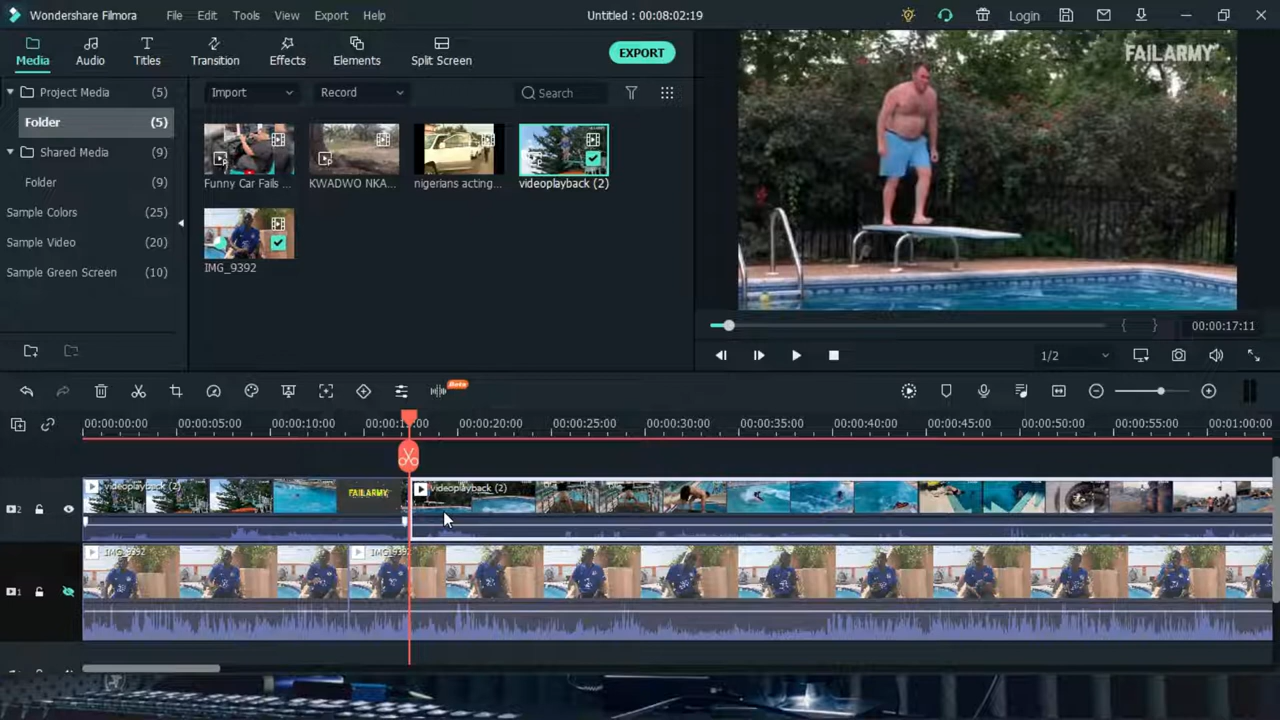 Wondershare Filmora File Edit Tools View Export Help Untitled : 00:08:02:19 Login
Media Audio Titles Transition Effects Elements Split Screen EXPORT
FAILARMY
Project Media (5)
Folder (5)
Shared Media (9)
Folder (9)
Sample Colors (25)
Sample Video (20)
Sample Green Screen (10)
Import Record Search
Funny Car Fails ... KWADWO NKA... nigerians acting... videoplayback (2)
IMG_9392
{ } 00:00:17:11
1/2
Beta
00:00:00:00 00:00:05:00 00:00:10:00 00:00:20:00 00:00:25:00 00:00:30:00 00:00:35:00 00:00:40:00 00:00:45:00 00:00:50:00 00:00:55:00 00:01:00:00
videoplayback (2) FAILARMY videoplayback (2)
2
IMG_9392 IMG_9392
1